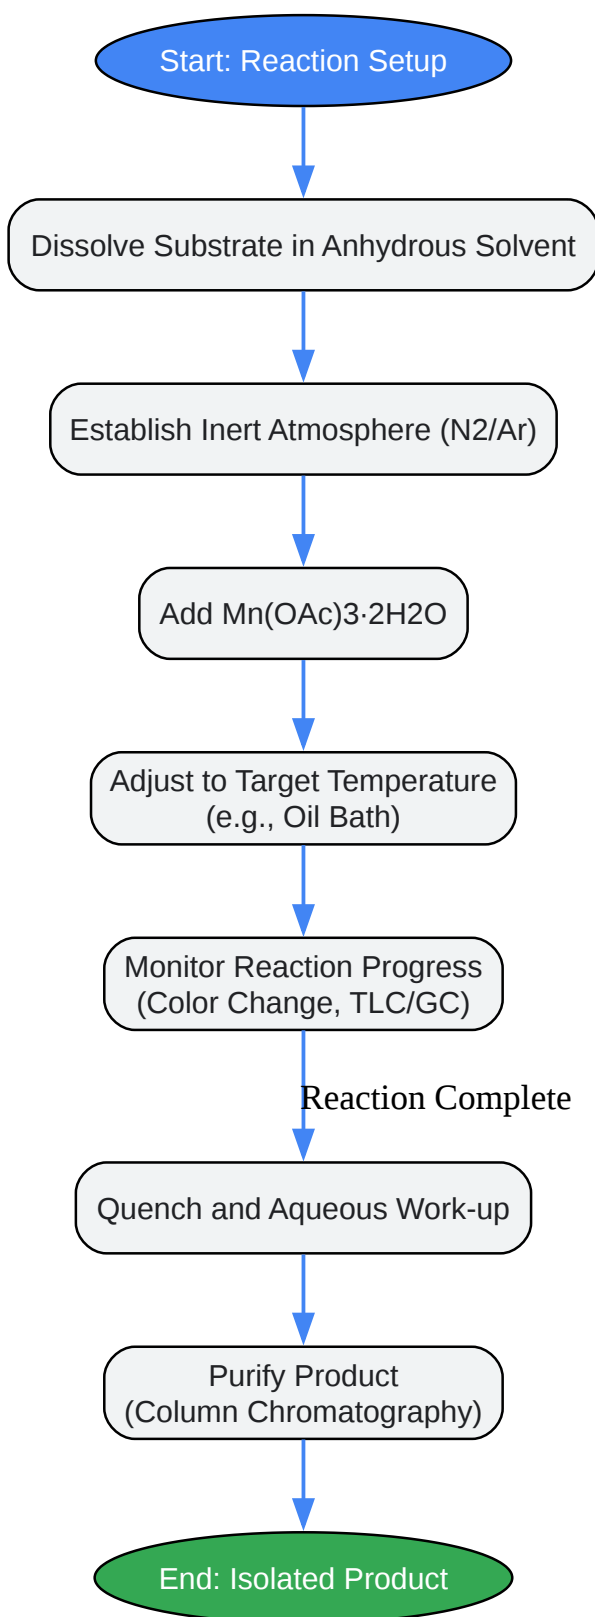 Start: Reaction Setup
Dissolve Substrate in Anhydrous Solvent
Establish Inert Atmosphere (N2/Ar)
Add Mn(OAc)3·2H2O
Adjust to Target Temperature
(e.g., Oil Bath)
Monitor Reaction Progress
(Color Change, TLC/GC)
Reaction Complete
Quench and Aqueous Work-up
Purify Product
(Column Chromatography)
End: Isolated Product